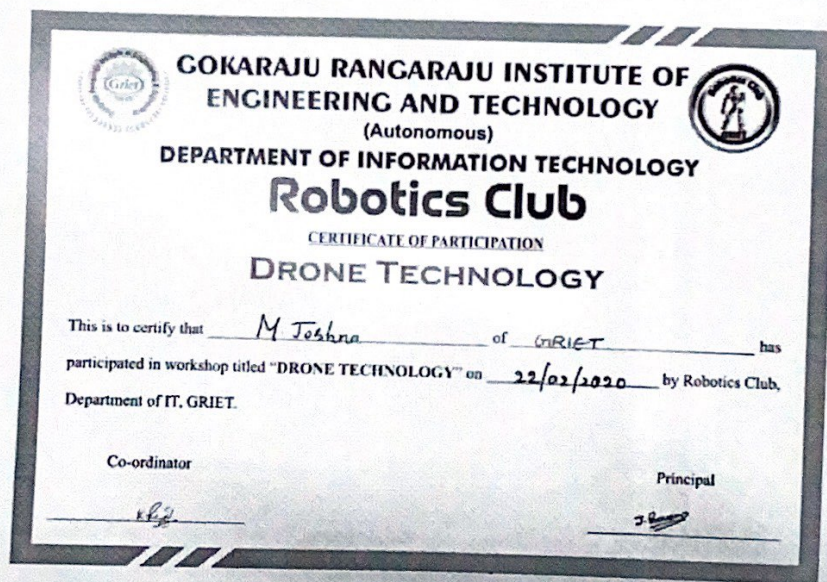 GOKARAJU RANGARAJU INSTITUTE OF
ENGINEERING AND TECHNOLOGY
(Autonomous)
DEPARTMENT OF INFORMATION TECHNOLOGY
Griet
Robotics Club
CERTIFICATE OF PARTICIPATION
DRONE TECHNOLOGY
This is to certify that M Joshna of GRIET has
participated in workshop titled "DRONE TECHNOLOGY" on 22/02/2020 by Robotics Club,
Department of IT, GRIET.
Co-ordinator
Principal